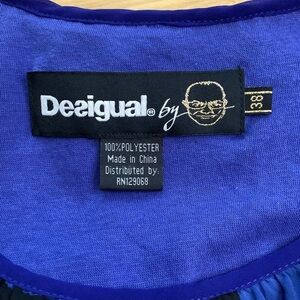 Desigual® by
38
100%POLYESTER
Made in China
Distributed by:
RN129068